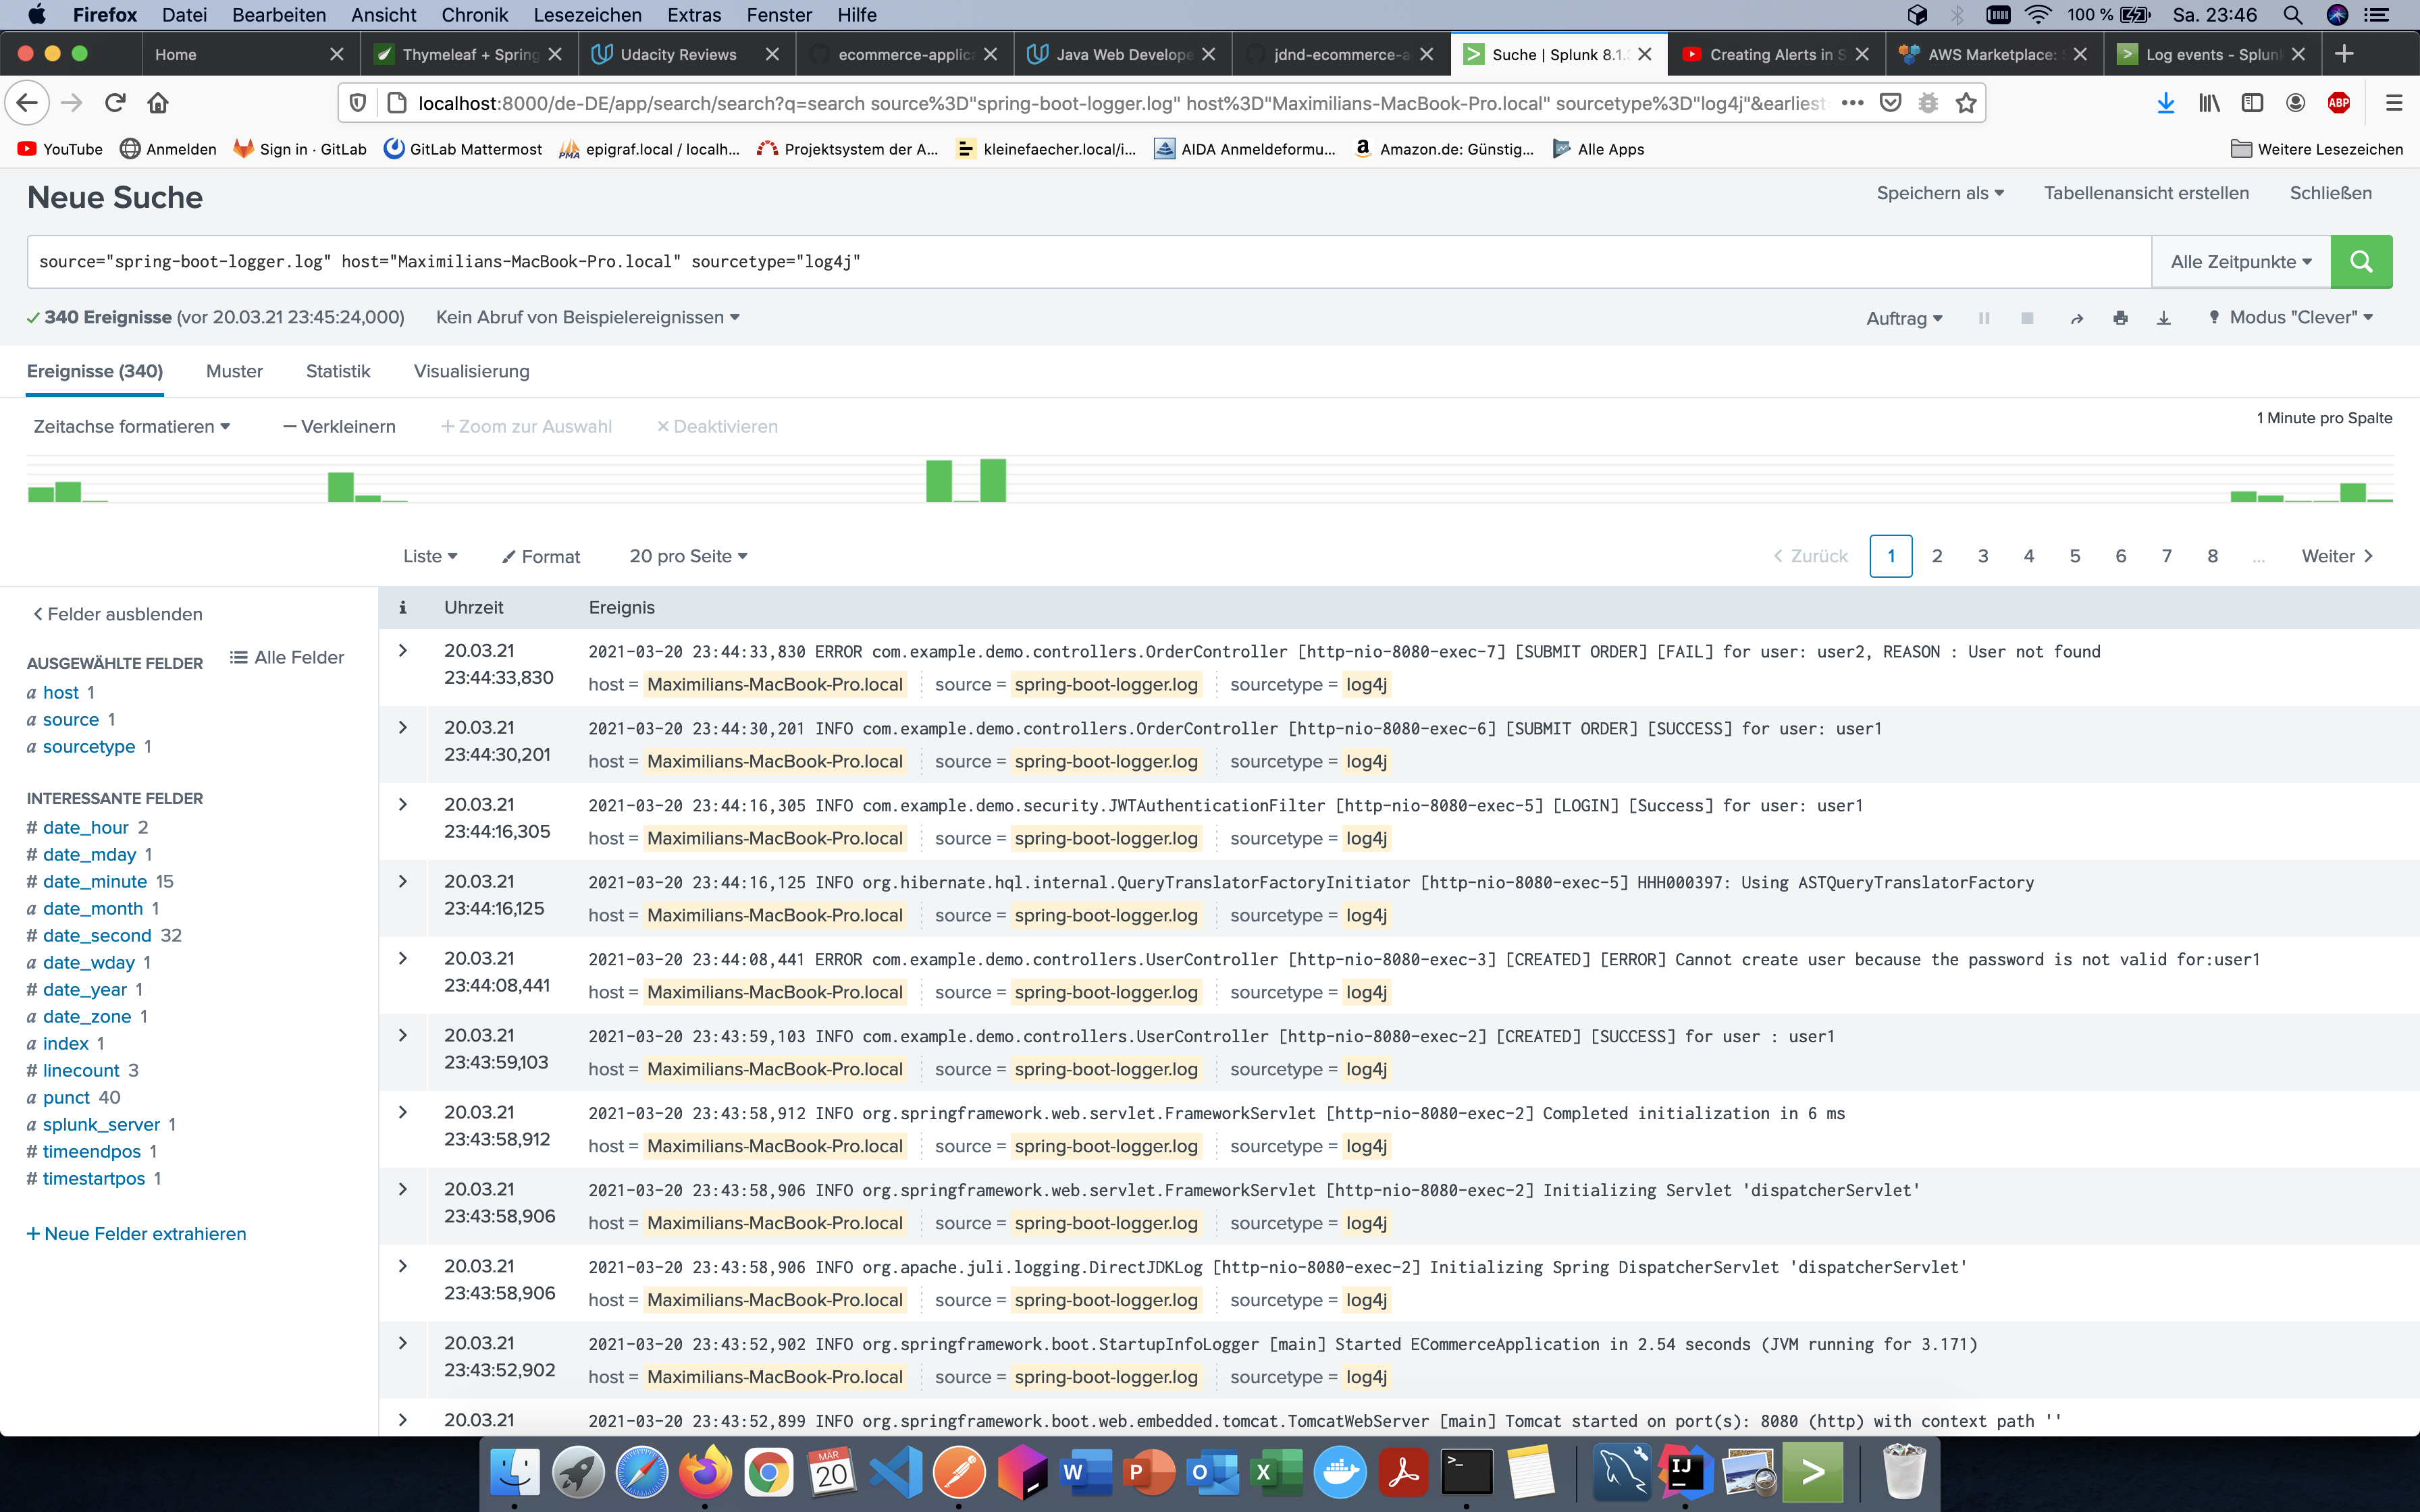 Firefox Datei Bearbeiten Ansicht Chronik Lesezeichen Extras Fenster Hilfe 100 % Sa. 23:46
Home Thymeleaf + Spring Udacity Reviews ecommerce-applic Java Web Develope jdnd-ecommerce-a Suche | Splunk 8.1. Creating Alerts in S AWS Marketplace: Log events - Splun
localhost:8000/de-DE/app/search/search?q=search source%3D"spring-boot-logger.log" host%3D"Maximilians-MacBook-Pro.local" sourcetype%3D"log4j"&earliest ABP
YouTube Anmelden Sign in · GitLab GitLab Mattermost epigraf.local / localh... Projektsystem der A... kleinefaecher.local/i... AIDA Anmeldeformu... Amazon.de: Günstig... Alle Apps Weitere Lesezeichen
Neue Suche Speichern als Tabellenansicht erstellen Schließen
source="spring-boot-logger.log" host="Maximilians-MacBook-Pro.local" sourcetype="log4j" Alle Zeitpunkte
340 Ereignisse (vor 20.03.21 23:45:24,000) Kein Abruf von Beispielereignissen Auftrag Modus "Clever"
Ereignisse (340) Muster Statistik Visualisierung
Zeitachse formatieren — Verkleinern + Zoom zur Auswahl × Deaktivieren 1 Minute pro Spalte
Liste Format 20 pro Seite < Zurück 1 2 3 4 5 6 7 8 ... Weiter >
< Felder ausblenden
Alle Felder
AUSGEWÄHLTE FELDER
a host 1
a source 1
a sourcetype 1
INTERESSANTE FELDER
# date_hour 2
# date_mday 1
# date_minute 15
a date_month 1
# date_second 32
a date_wday 1
# date_year 1
a date_zone 1
a index 1
# linecount 3
a punct 40
a splunk_server 1
# timeendpos 1
# timestartpos 1
+ Neue Felder extrahieren
i Uhrzeit Ereignis
> 20.03.21 23:44:33,830 2021-03-20 23:44:33,830 ERROR com.example.demo.controllers.OrderController [http-nio-8080-exec-7] [SUBMIT ORDER] [FAIL] for user: user2, REASON : User not found
host = Maximilians-MacBook-Pro.local source = spring-boot-logger.log sourcetype = log4j
> 20.03.21 23:44:30,201 2021-03-20 23:44:30,201 INFO com.example.demo.controllers.OrderController [http-nio-8080-exec-6] [SUBMIT ORDER] [SUCCESS] for user: user1
host = Maximilians-MacBook-Pro.local source = spring-boot-logger.log sourcetype = log4j
> 20.03.21 23:44:16,305 2021-03-20 23:44:16,305 INFO com.example.demo.security.JWTAuthenticationFilter [http-nio-8080-exec-5] [LOGIN] [Success] for user: user1
host = Maximilians-MacBook-Pro.local source = spring-boot-logger.log sourcetype = log4j
> 20.03.21 23:44:16,125 2021-03-20 23:44:16,125 INFO org.hibernate.hql.internal.QueryTranslatorFactoryInitiator [http-nio-8080-exec-5] HHH000397: Using ASTQueryTranslatorFactory
host = Maximilians-MacBook-Pro.local source = spring-boot-logger.log sourcetype = log4j
> 20.03.21 23:44:08,441 2021-03-20 23:44:08,441 ERROR com.example.demo.controllers.UserController [http-nio-8080-exec-3] [CREATED] [ERROR] Cannot create user because the password is not valid for:user1
host = Maximilians-MacBook-Pro.local source = spring-boot-logger.log sourcetype = log4j
> 20.03.21 23:43:59,103 2021-03-20 23:43:59,103 INFO com.example.demo.controllers.UserController [http-nio-8080-exec-2] [CREATED] [SUCCESS] for user : user1
host = Maximilians-MacBook-Pro.local source = spring-boot-logger.log sourcetype = log4j
> 20.03.21 23:43:58,912 2021-03-20 23:43:58,912 INFO org.springframework.web.servlet.FrameworkServlet [http-nio-8080-exec-2] Completed initialization in 6 ms
host = Maximilians-MacBook-Pro.local source = spring-boot-logger.log sourcetype = log4j
> 20.03.21 23:43:58,906 2021-03-20 23:43:58,906 INFO org.springframework.web.servlet.FrameworkServlet [http-nio-8080-exec-2] Initializing Servlet 'dispatcherServlet'
host = Maximilians-MacBook-Pro.local source = spring-boot-logger.log sourcetype = log4j
> 20.03.21 23:43:58,906 2021-03-20 23:43:58,906 INFO org.apache.juli.logging.DirectJDKLog [http-nio-8080-exec-2] Initializing Spring DispatcherServlet 'dispatcherServlet'
host = Maximilians-MacBook-Pro.local source = spring-boot-logger.log sourcetype = log4j
> 20.03.21 23:43:52,902 2021-03-20 23:43:52,902 INFO org.springframework.boot.StartupInfoLogger [main] Started ECommerceApplication in 2.54 seconds (JVM running for 3.171)
host = Maximilians-MacBook-Pro.local source = spring-boot-logger.log sourcetype = log4j
> 20.03.21 2021-03-20 23:43:52,899 INFO org.springframework.boot.web.embedded.tomcat.TomcatWebServer [main] Tomcat started on port(s): 8080 (http) with context path ''
MÄR 20 W P O X >_ IJ >